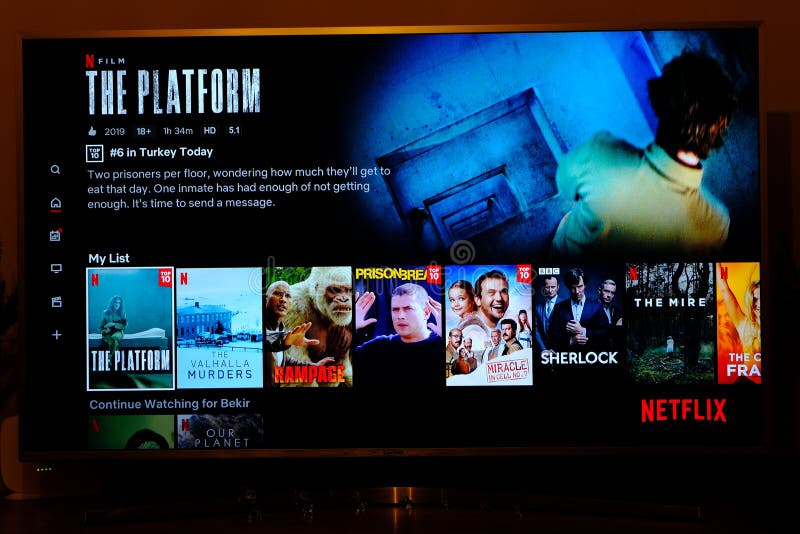 N FILM
THE PLATFORM
2019 18+ 1h 34m HD 5.1
TOP 10 #6 in Turkey Today
Two prisoners per floor, wondering how much they'll get to
eat that day. One inmate has had enough of not getting
enough. It's time to send a message.
My List
N TOP 10 THE PLATFORM
N THE VALHALLA MURDERS
RAMPAGE
PRISON BREA TOP 10
TOP 10 MIRACLE IN CELL NO. 7
BBC SHERLOCK
N THE MIRE
THE C
FRA
Continue Watching for Bekir
N OUR PLANET
NETFLIX
dreamstime